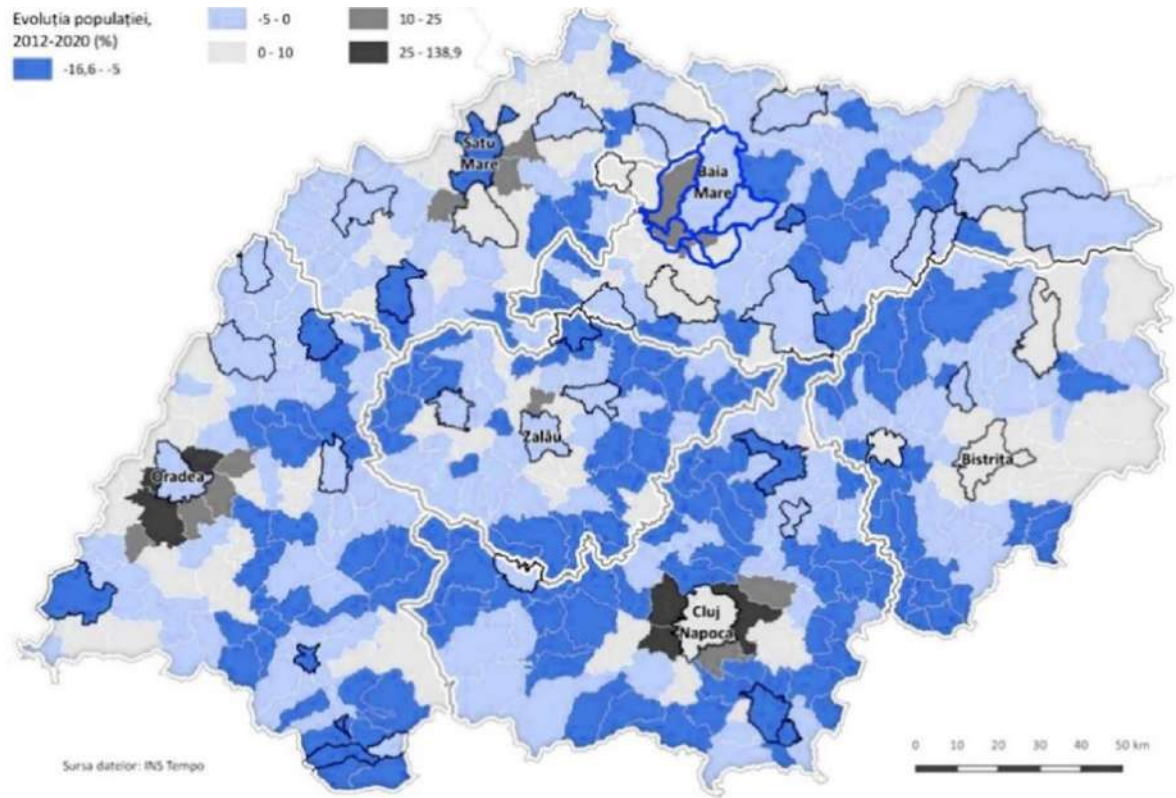 Evoluția populației,
2012-2020 (%)
-16,6 - -5
-5 - 0
0 - 10
10 - 25
25 - 138,9
Satu
Mare
Baia
Mare
Zalău
Oradea
Bistrița
Cluj
Napoca
Sursa datelor: INS Tempo
0 10 20 30 40 50 km